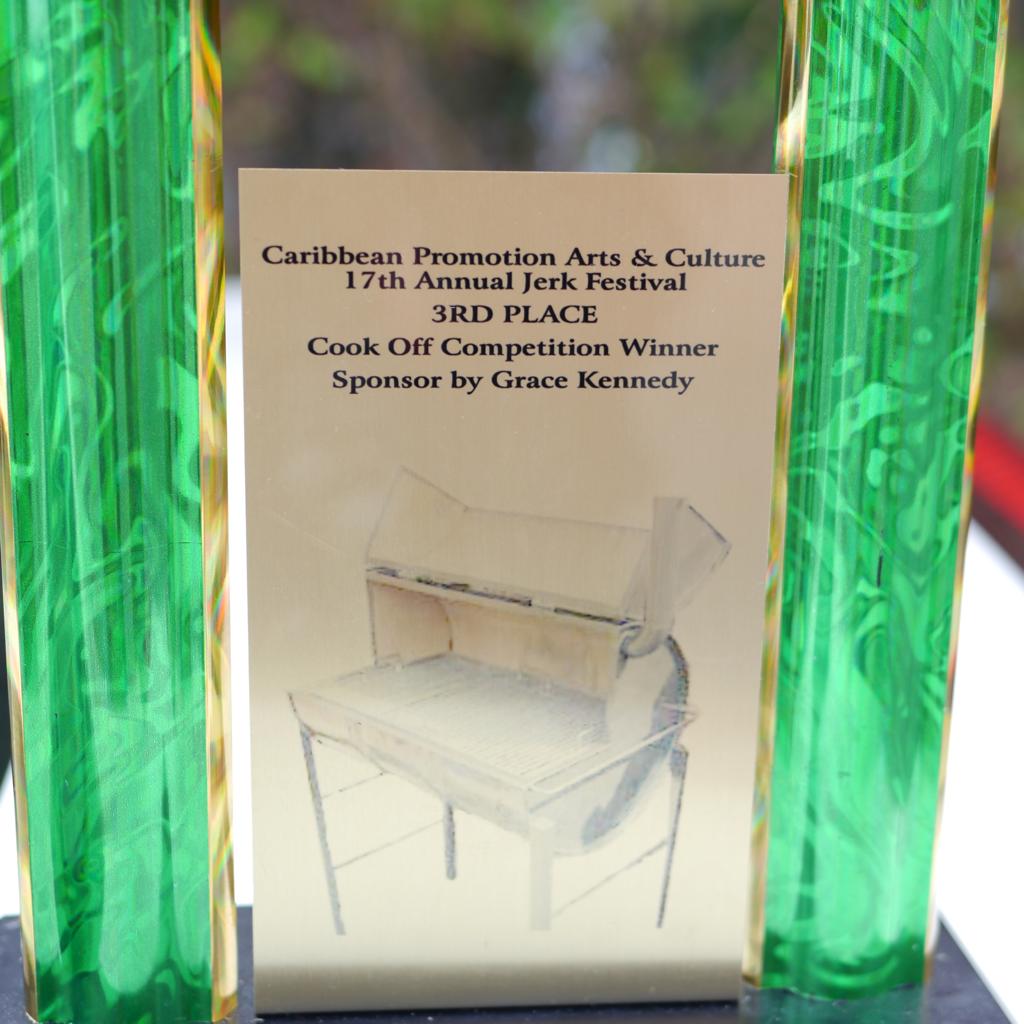 Caribbean Promotion Arts & Culture
17th Annual Jerk Festival
3RD PLACE
Cook Off Competition Winner
Sponsor by Grace Kennedy